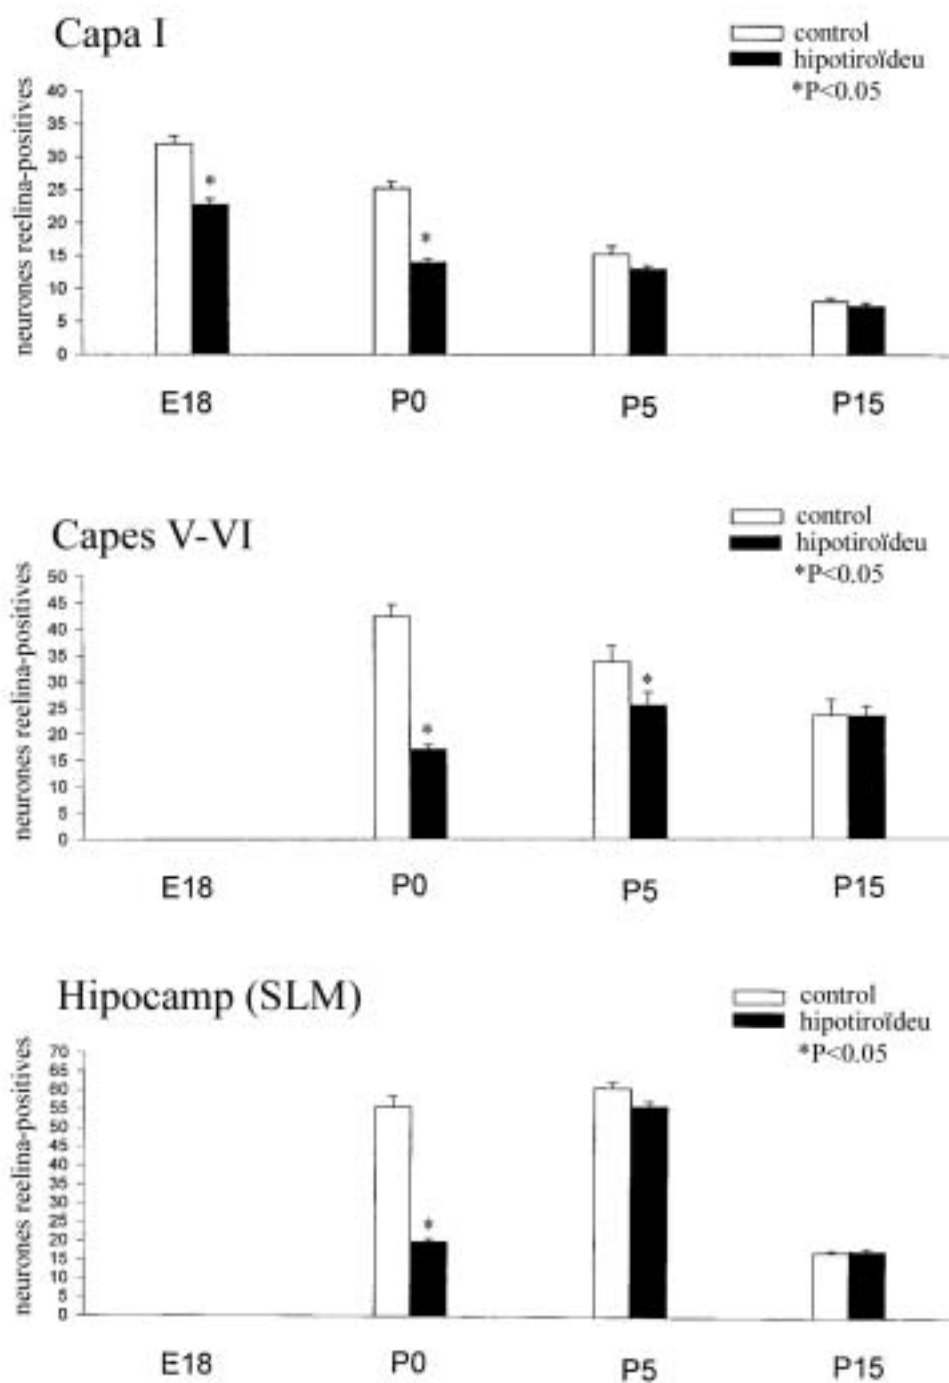 Capa I
control
hipotiroïdeu
*P<0.05
neurones reelina-positives
40
35
30
25
20
15
10
5
0
*
*
E18 P0 P5 P15
Capes V-VI
control
hipotiroïdeu
*P<0.05
neurones reelina-positives
50
45
40
35
30
25
20
15
10
5
0
*
*
E18 P0 P5 P15
Hipocamp (SLM)
control
hipotiroïdeu
*P<0.05
neurones reelina-positives
70
65
60
55
50
45
40
35
30
25
20
15
10
5
0
*
E18 P0 P5 P15